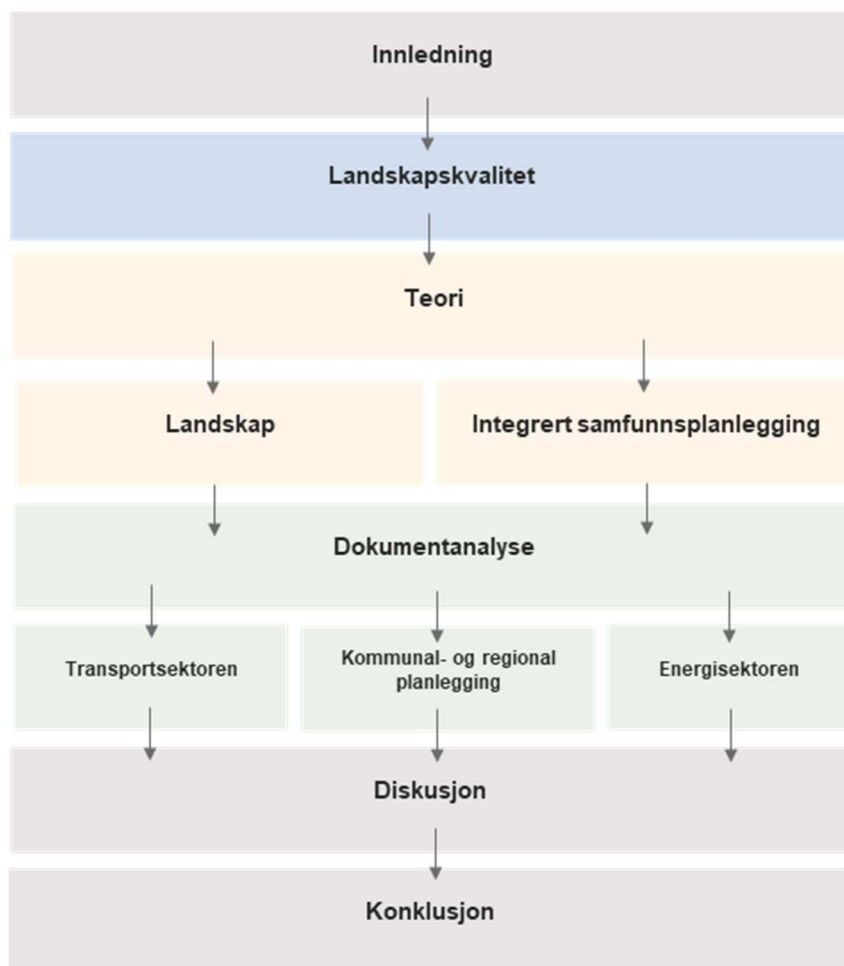 Innledning
Landskapskvalitet
Teori
Landskap
Integrert samfunnsplanlegging
Dokumentanalyse
Transportsektoren
Kommunal- og regional
planlegging
Energisektoren
Diskusjon
Konklusjon